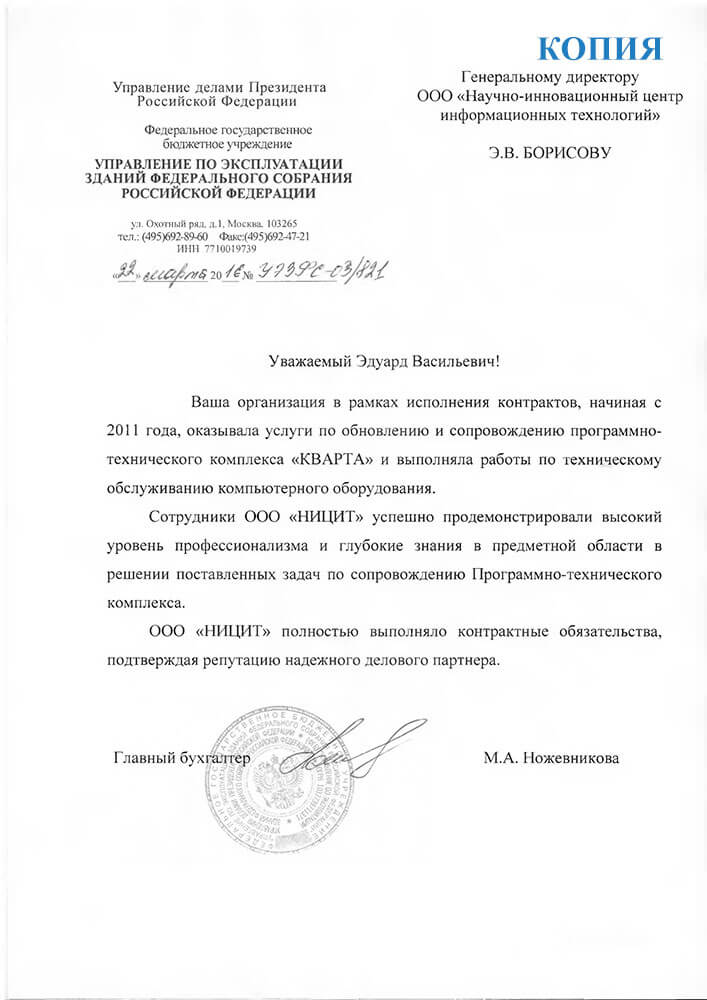 КОПИЯ
Генеральному директору
ООО «Научно-инновационный центр
информационных технологий»
Э.В. БОРИСОВУ
Управление делами Президента
Российской Федерации
Федеральное государственное
бюджетное учреждение
УПРАВЛЕНИЕ ПО ЭКСПЛУАТАЦИИ
ЗДАНИЙ ФЕДЕРАЛЬНОГО СОБРАНИЯ
РОССИЙСКОЙ ФЕДЕРАЦИИ
ул. Охотный ряд, д.1, Москва, 103265
тел.: (495)692-89-60 Факс:(495)692-47-21
ИНН 7710019739
«22» марта 2016 № УЭЗФС-03/821
Уважаемый Эдуард Васильевич!
Ваша организация в рамках исполнения контрактов, начиная с
2011 года, оказывала услуги по обновлению и сопровождению программно-
технического комплекса «КВАРТА» и выполняла работы по техническому
обслуживанию компьютерного оборудования.
Сотрудники ООО «НИЦИТ» успешно продемонстрировали высокий
уровень профессионализма и глубокие знания в предметной области в
решении поставленных задач по сопровождению Программно-технического
комплекса.
ООО «НИЦИТ» полностью выполняло контрактные обязательства,
подтверждая репутацию надежного делового партнера.
Главный бухгалтер М.А. Ножевникова